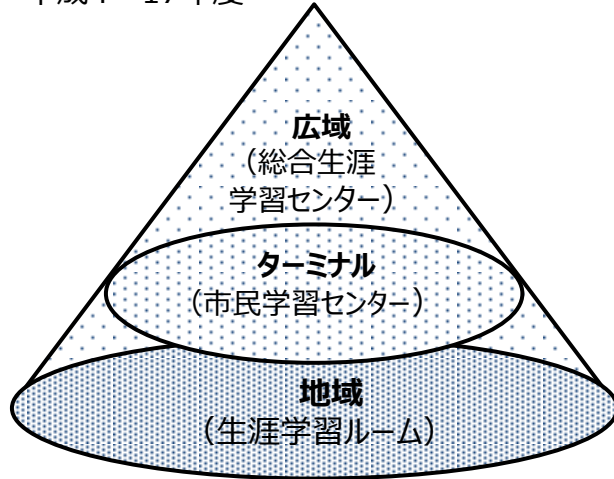 広域
（総合生涯
学習センター）
ターミナル
（市民学習センター）
地域
（生涯学習ルーム）